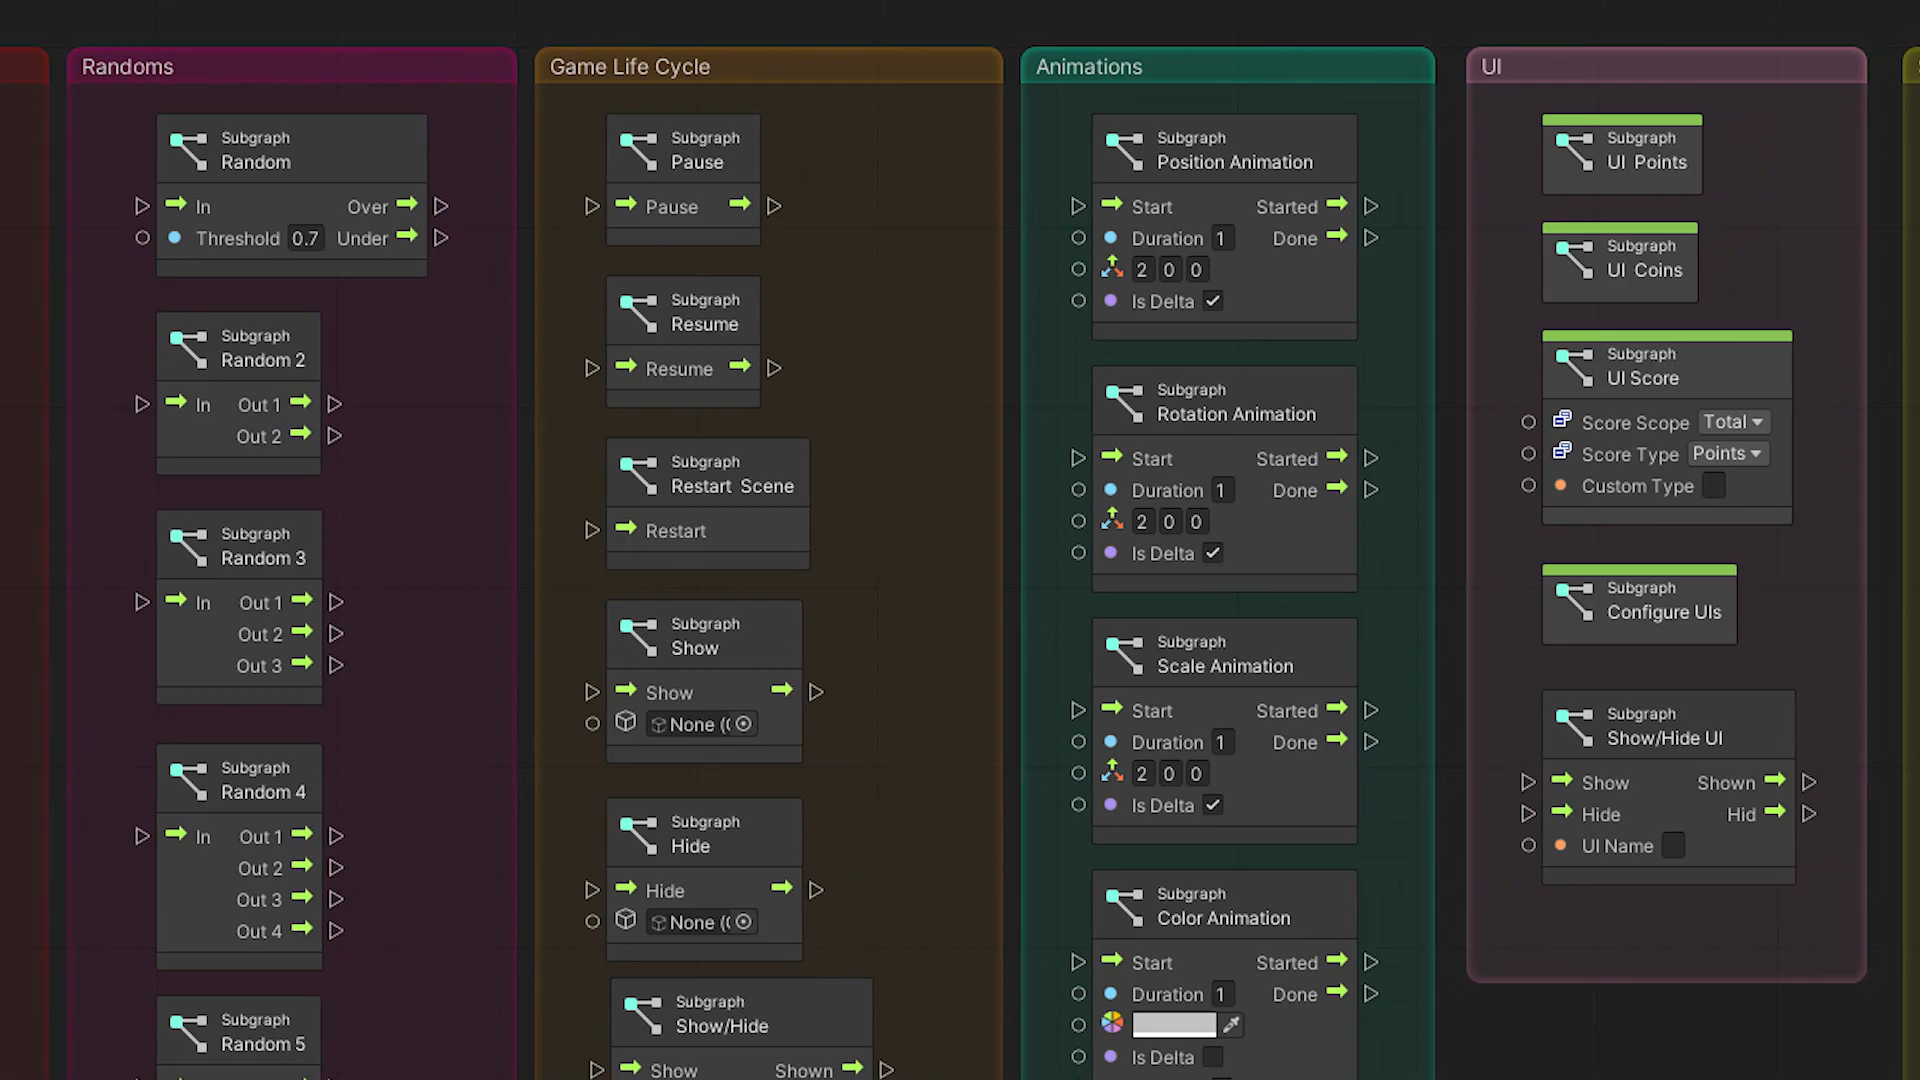 Randoms
Subgraph
Random
In Over
Threshold 0.7 Under
Subgraph
Random 2
In Out 1
Out 2
Subgraph
Random 3
In Out 1
Out 2
Out 3
Subgraph
Random 4
In Out 1
Out 2
Out 3
Out 4
Subgraph
Random 5
Game Life Cycle
Subgraph
Pause
Pause
Subgraph
Resume
Resume
Subgraph
Restart Scene
Restart
Subgraph
Show
Show
None (
Subgraph
Hide
Hide
None (
Subgraph
Show/Hide
Show Shown
Animations
Subgraph
Position Animation
Start Started
Duration 1 Done
2 0 0
Is Delta
Subgraph
Rotation Animation
Start Started
Duration 1 Done
2 0 0
Is Delta
Subgraph
Scale Animation
Start Started
Duration 1 Done
2 0 0
Is Delta
Subgraph
Color Animation
Start Started
Duration 1 Done
Is Delta
UI
Subgraph
UI Points
Subgraph
UI Coins
Subgraph
UI Score
Score Scope Total
Score Type Points
Custom Type
Subgraph
Configure UIs
Subgraph
Show/Hide UI
Show Shown
Hide Hid
UI Name